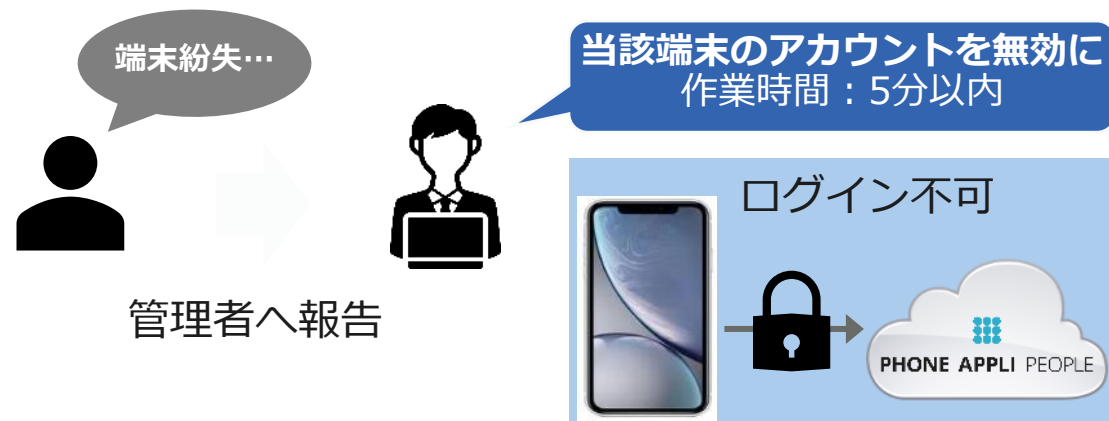 端末紛失…
当該端末のアカウントを無効に
作業時間：5分以内
ログイン不可
管理者へ報告
PHONE APPLI PEOPLE